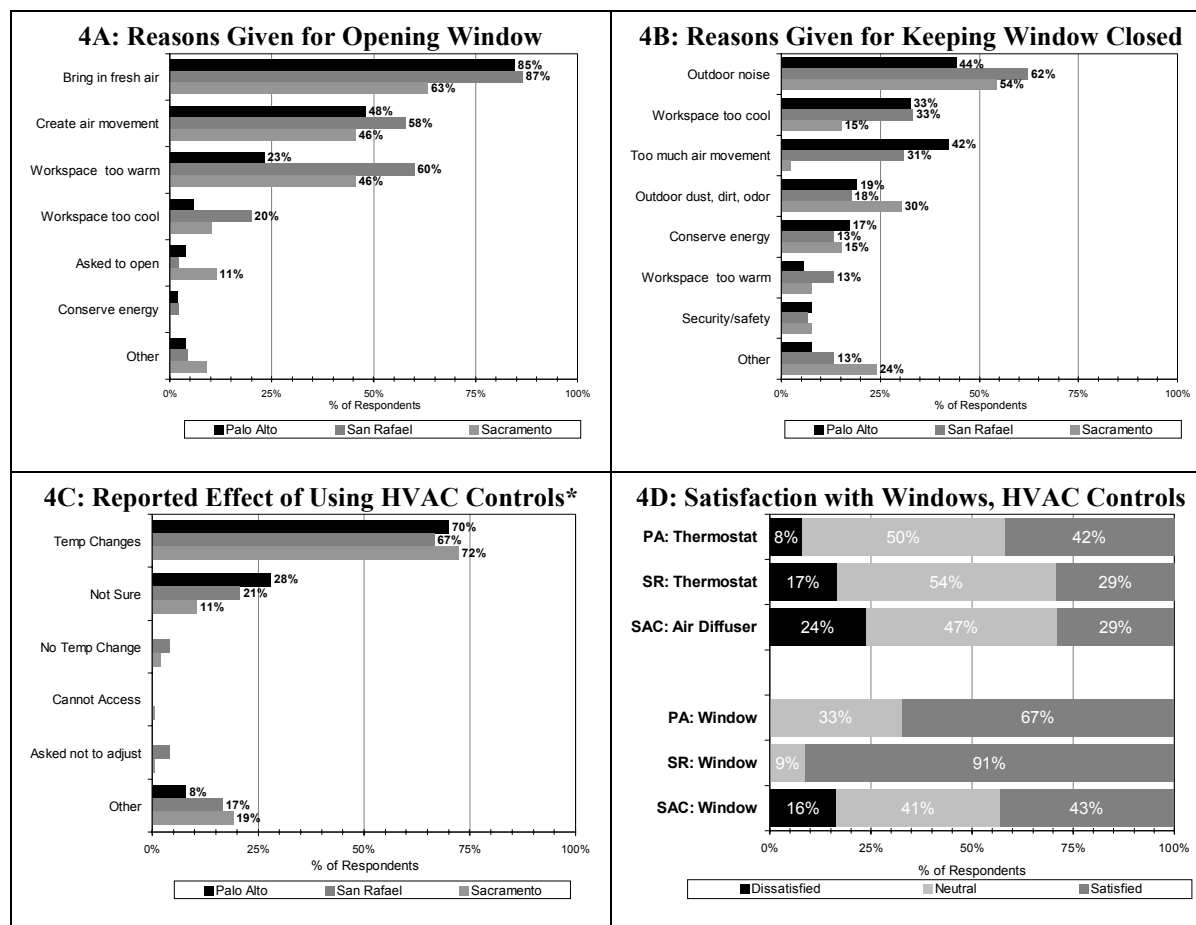 4A: Reasons Given for Opening Window
Bring in fresh air
85%
87%
63%
Create air movement
48%
58%
46%
Workspace too warm
23%
60%
46%
Workspace too cool
20%
Asked to open
11%
Conserve energy
Other
0% 25% 50% 75% 100%
% of Respondents
Palo Alto San Rafael Sacramento
4B: Reasons Given for Keeping Window Closed
Outdoor noise
44%
62%
54%
Workspace too cool
33%
33%
15%
Too much air movement
42%
31%
Outdoor dust, dirt, odor
19%
18%
30%
Conserve energy
17%
13%
15%
Workspace too warm
13%
Security/safety
Other
13%
24%
0% 25% 50% 75% 100%
% of Respondents
Palo Alto San Rafael Sacramento
4C: Reported Effect of Using HVAC Controls*
Temp Changes
70%
67%
72%
Not Sure
28%
21%
11%
No Temp Change
Cannot Access
Asked not to adjust
Other
8%
17%
19%
0% 25% 50% 75% 100%
% of Respondents
Palo Alto San Rafael Sacramento
4D: Satisfaction with Windows, HVAC Controls
PA: Thermostat 8% 50% 42%
SR: Thermostat 17% 54% 29%
SAC: Air Diffuser 24% 47% 29%
PA: Window 33% 67%
SR: Window 9% 91%
SAC: Window 16% 41% 43%
0% 25% 50% 75% 100%
% of Respondents
Dissatisfied Neutral Satisfied